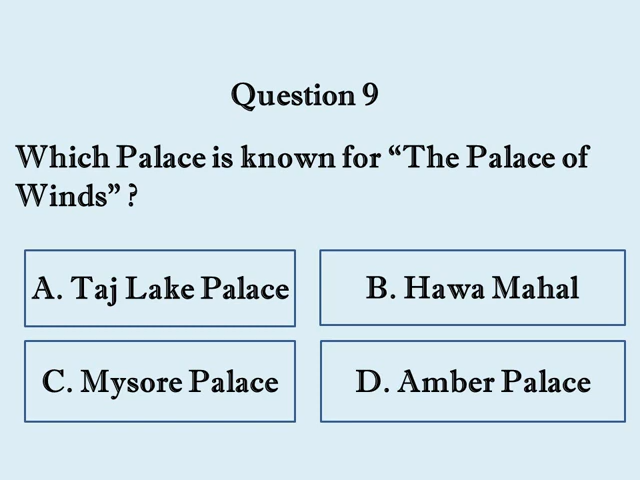 Question 9
Which Palace is known for “The Palace of
Winds” ?
A. Taj Lake Palace
B. Hawa Mahal
C. Mysore Palace
D. Amber Palace